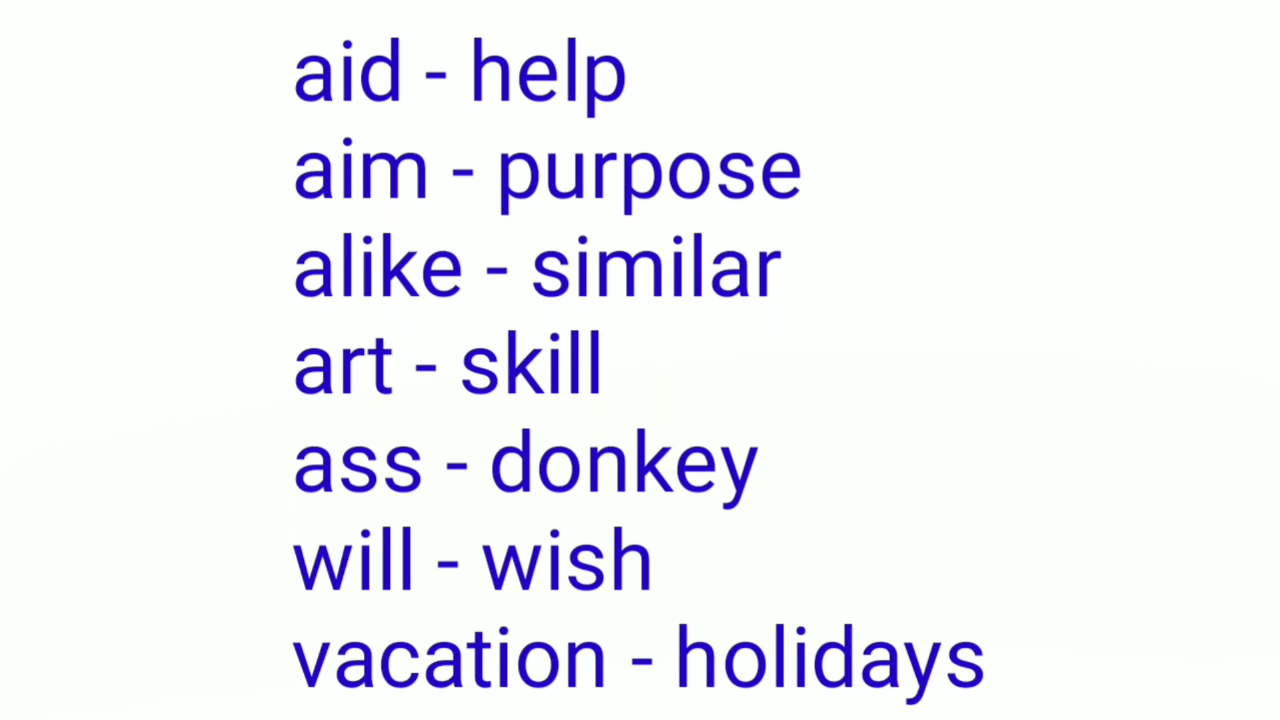 aid - help
aim - purpose
alike - similar
art - skill
ass - donkey
will - wish
vacation - holidays